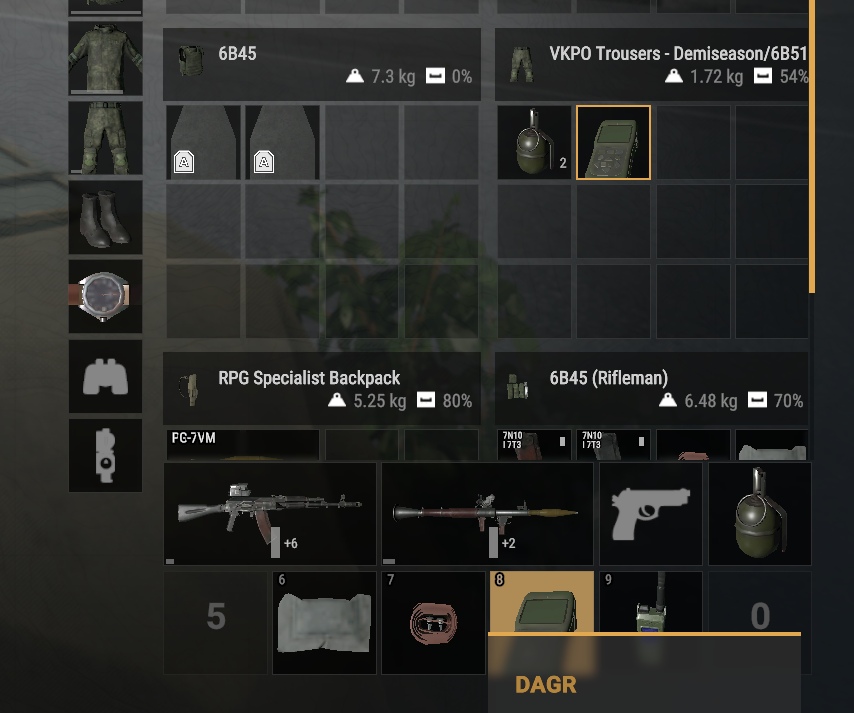 6B45
7.3 kg 0%
VKPO Trousers - Demiseason/6B51
1.72 kg 54%
A
A
2
RPG Specialist Backpack
5.25 kg 80%
6B45 (Rifleman)
6.48 kg 70%
PG-7VM
7N10
17T3
7N10
17T3
+6
+2
5
6
7
8
9
0
DAGR